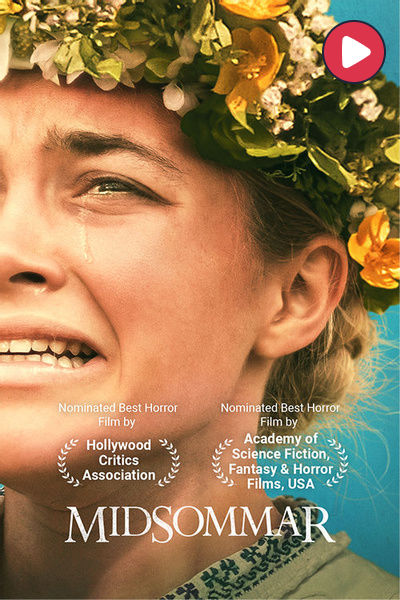 Nominated Best Horror
Film by
Hollywood
Critics
Association
Nominated Best Horror
Film by
Academy of
Science Fiction,
Fantasy & Horror
Films, USA
MIDSOMMAR